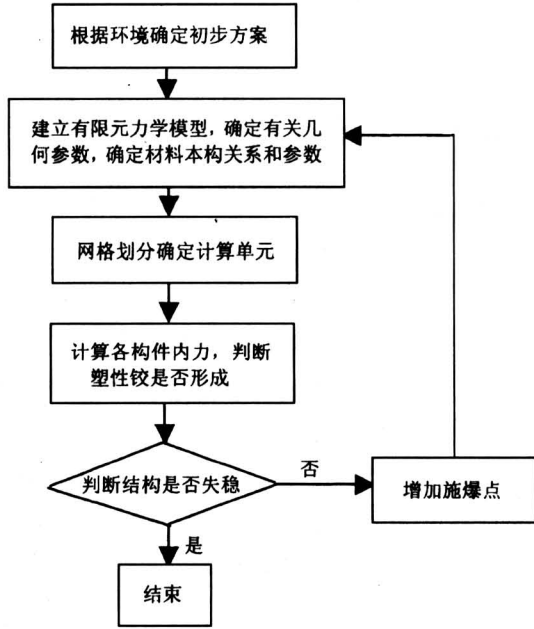 根据环境确定初步方案
建立有限元力学模型，确定有关几
何参数，确定材料本构关系和参数
网格划分确定计算单元
计算各构件内力，判断
塑性铰是否形成
判断结构是否失稳
否
增加施爆点
是
结束